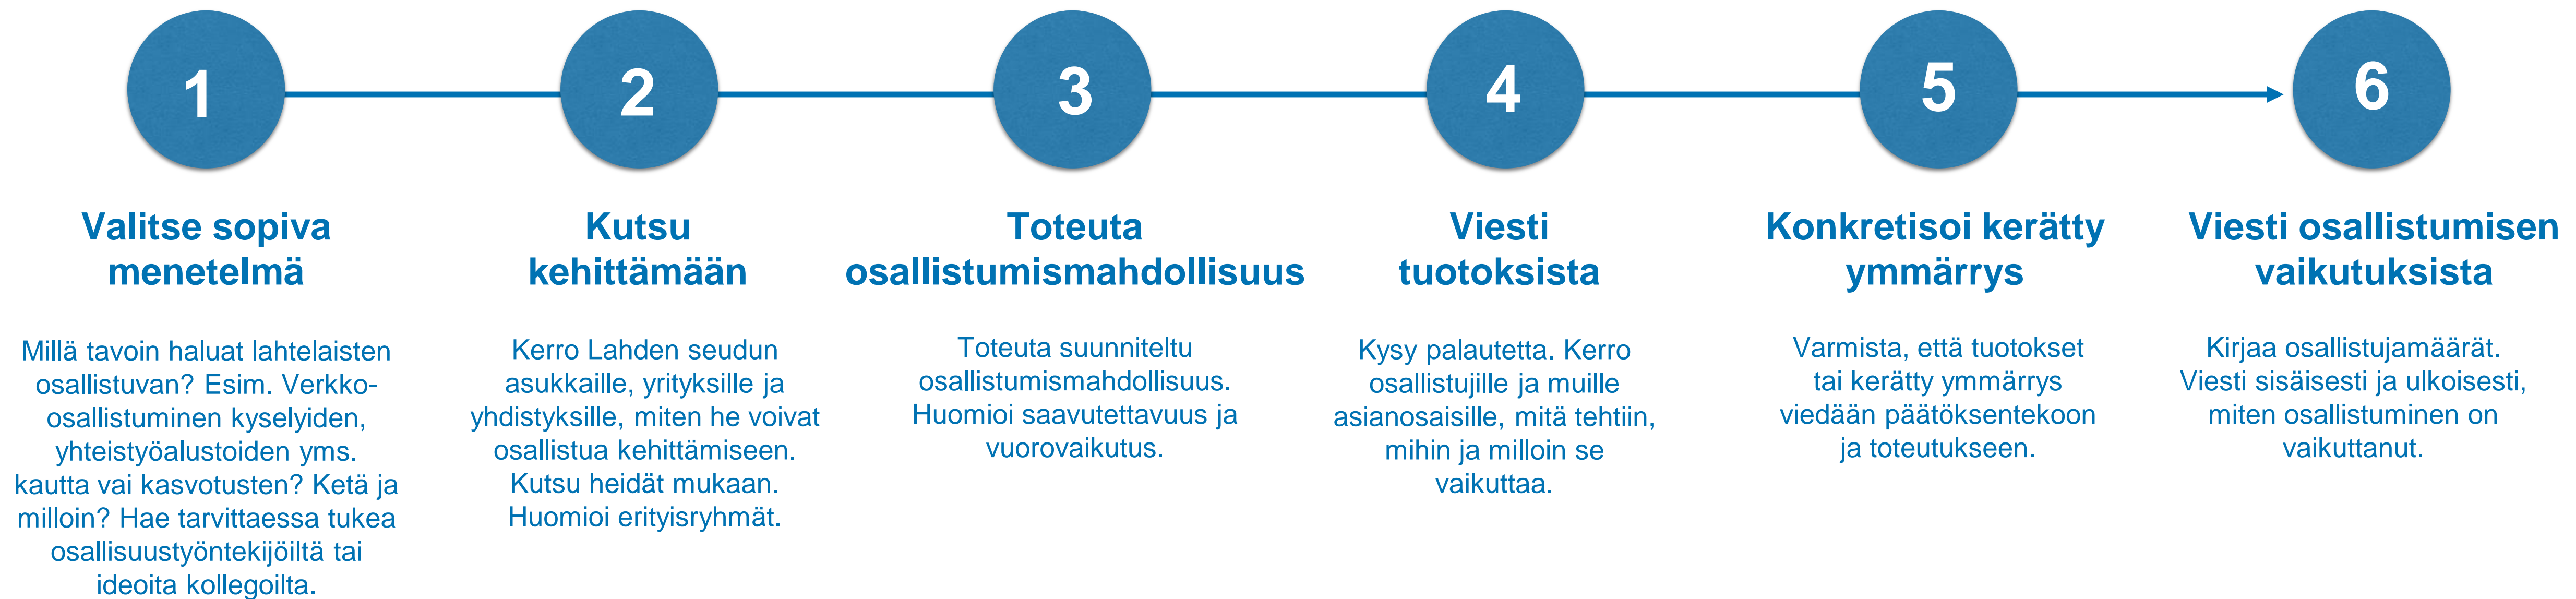 1
Valitse sopiva
menetelmä
Millä tavoin haluat lahtelaisten
osallistuvan? Esim. Verkko-
osallistuminen kyselyiden,
yhteistyöalustoiden yms.
kautta vai kasvotusten? Ketä ja
milloin? Hae tarvittaessa tukea
osallisuustyöntekijöiltä tai
ideoita kollegoilta.
2
Kutsu
kehittämään
Kerro Lahden seudun
asukkaille, yrityksille ja
yhdistyksille, miten he voivat
osallistua kehittämiseen.
Kutsu heidät mukaan.
Huomioi erityisryhmät.
3
Toteuta
osallistumismahdollisuus
Toteuta suunniteltu
osallistumismahdollisuus.
Huomioi saavutettavuus ja
vuorovaikutus.
4
Viesti
tuotoksista
Kysy palautetta. Kerro
osallistujille ja muille
asianosaisille, mitä tehtiin,
mihin ja milloin se
vaikuttaa.
5
Konkretisoi kerätty
ymmärrys
Varmista, että tuotokset
tai kerätty ymmärrys
viedään päätöksentekoon
ja toteutukseen.
6
Viesti osallistumisen
vaikutuksista
Kirjaa osallistujamäärät.
Viesti sisäisesti ja ulkoisesti,
miten osallistuminen on
vaikuttanut.